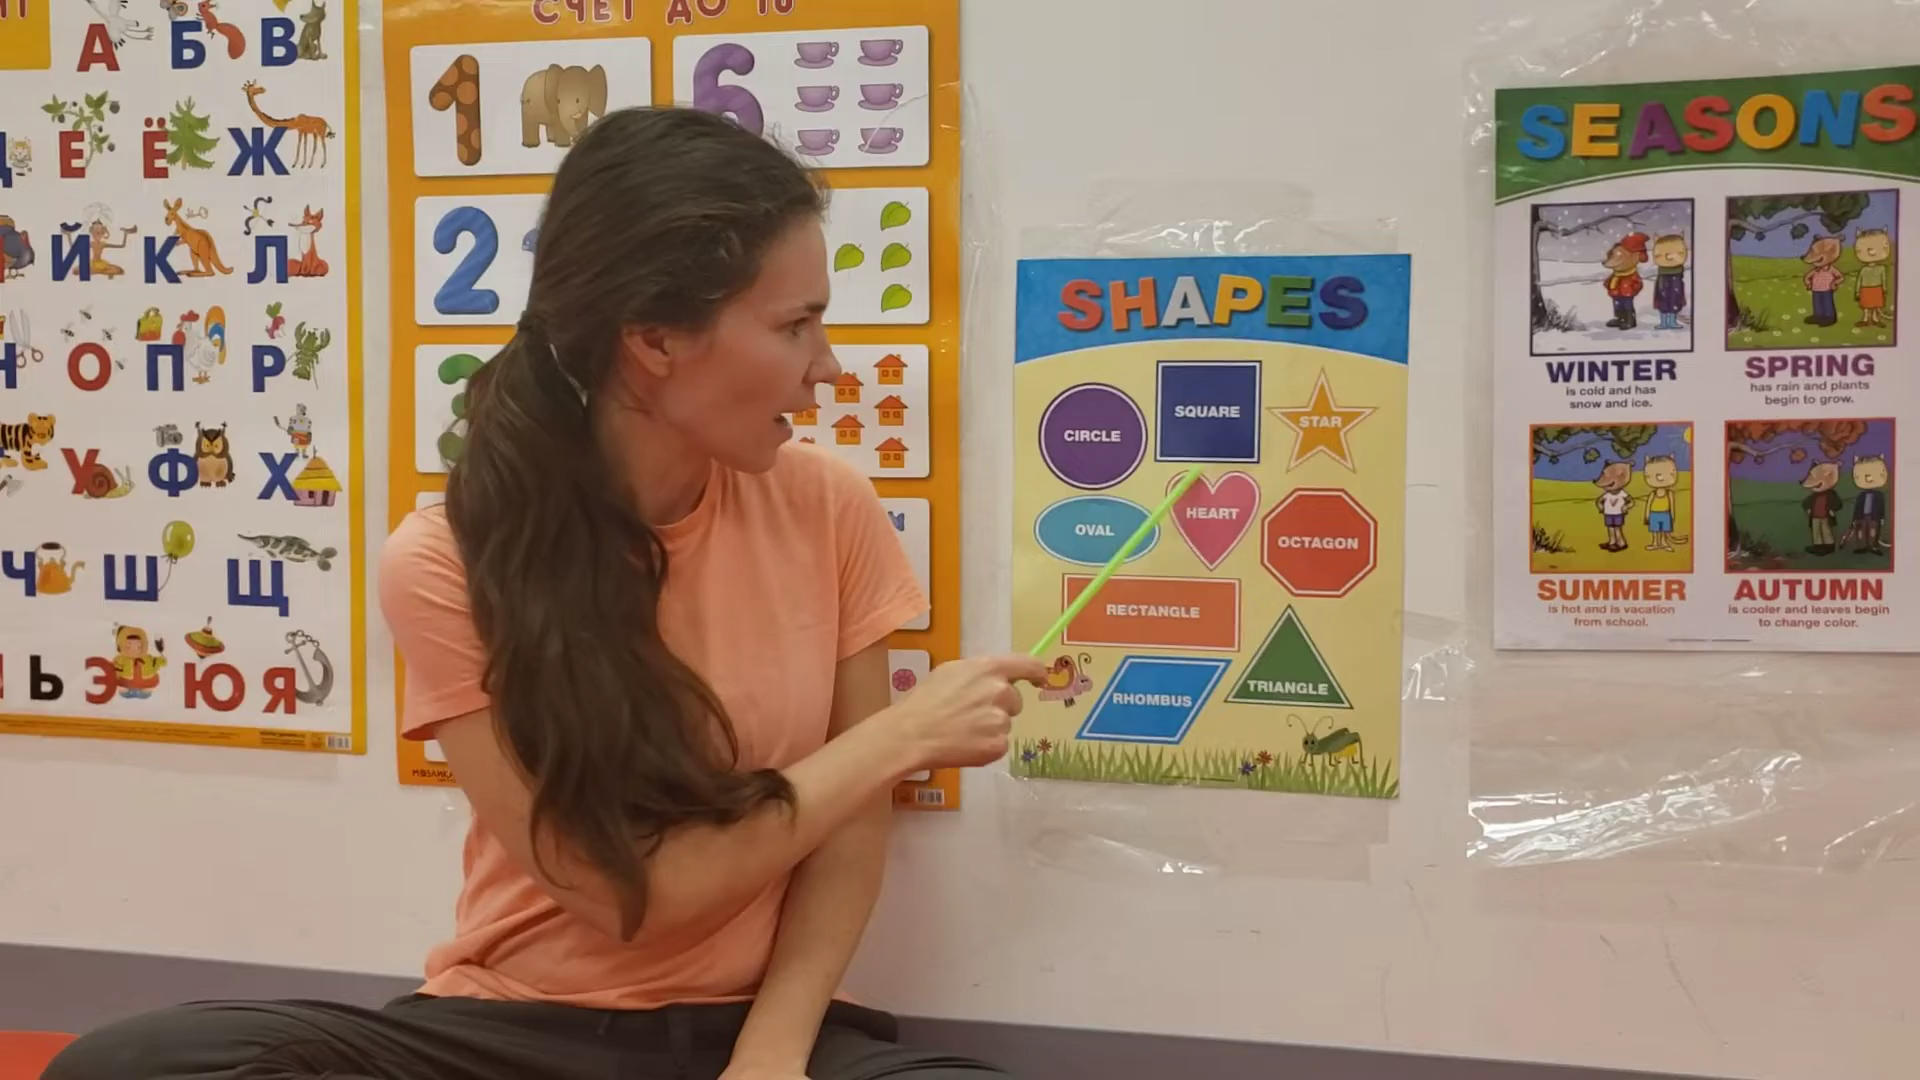 А Б В
Е Ё Ж
Й К Л
О П Р
У Ф Х
Ч Ш Щ
Ь Э Ю Я
СЧЕТ ДО 10
1 6
2
SHAPES
SQUARE
CIRCLE
STAR
OVAL
HEART
OCTAGON
RECTANGLE
RHOMBUS
TRIANGLE
SEASONS
WINTER
is cold and has
snow and ice.
SPRING
has rain and plants
begin to grow.
SUMMER
is hot and is vacation
from school.
AUTUMN
is cooler and leaves begin
to change color.